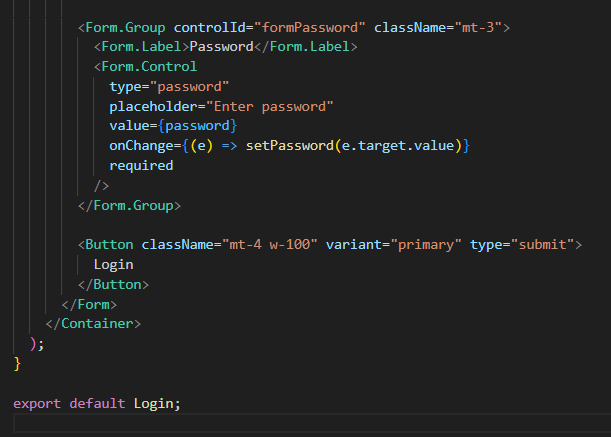 <Form.Group controlId="formPassword" className="mt-3">
<Form.Label>Password</Form.Label>
<Form.Control
type="password"
placeholder="Enter password"
value={password}
onChange={(e) => setPassword(e.target.value)}
required
/>
</Form.Group>
<Button className="mt-4 w-100" variant="primary" type="submit">
Login
</Button>
</Form>
</Container>
);
}
export default Login;